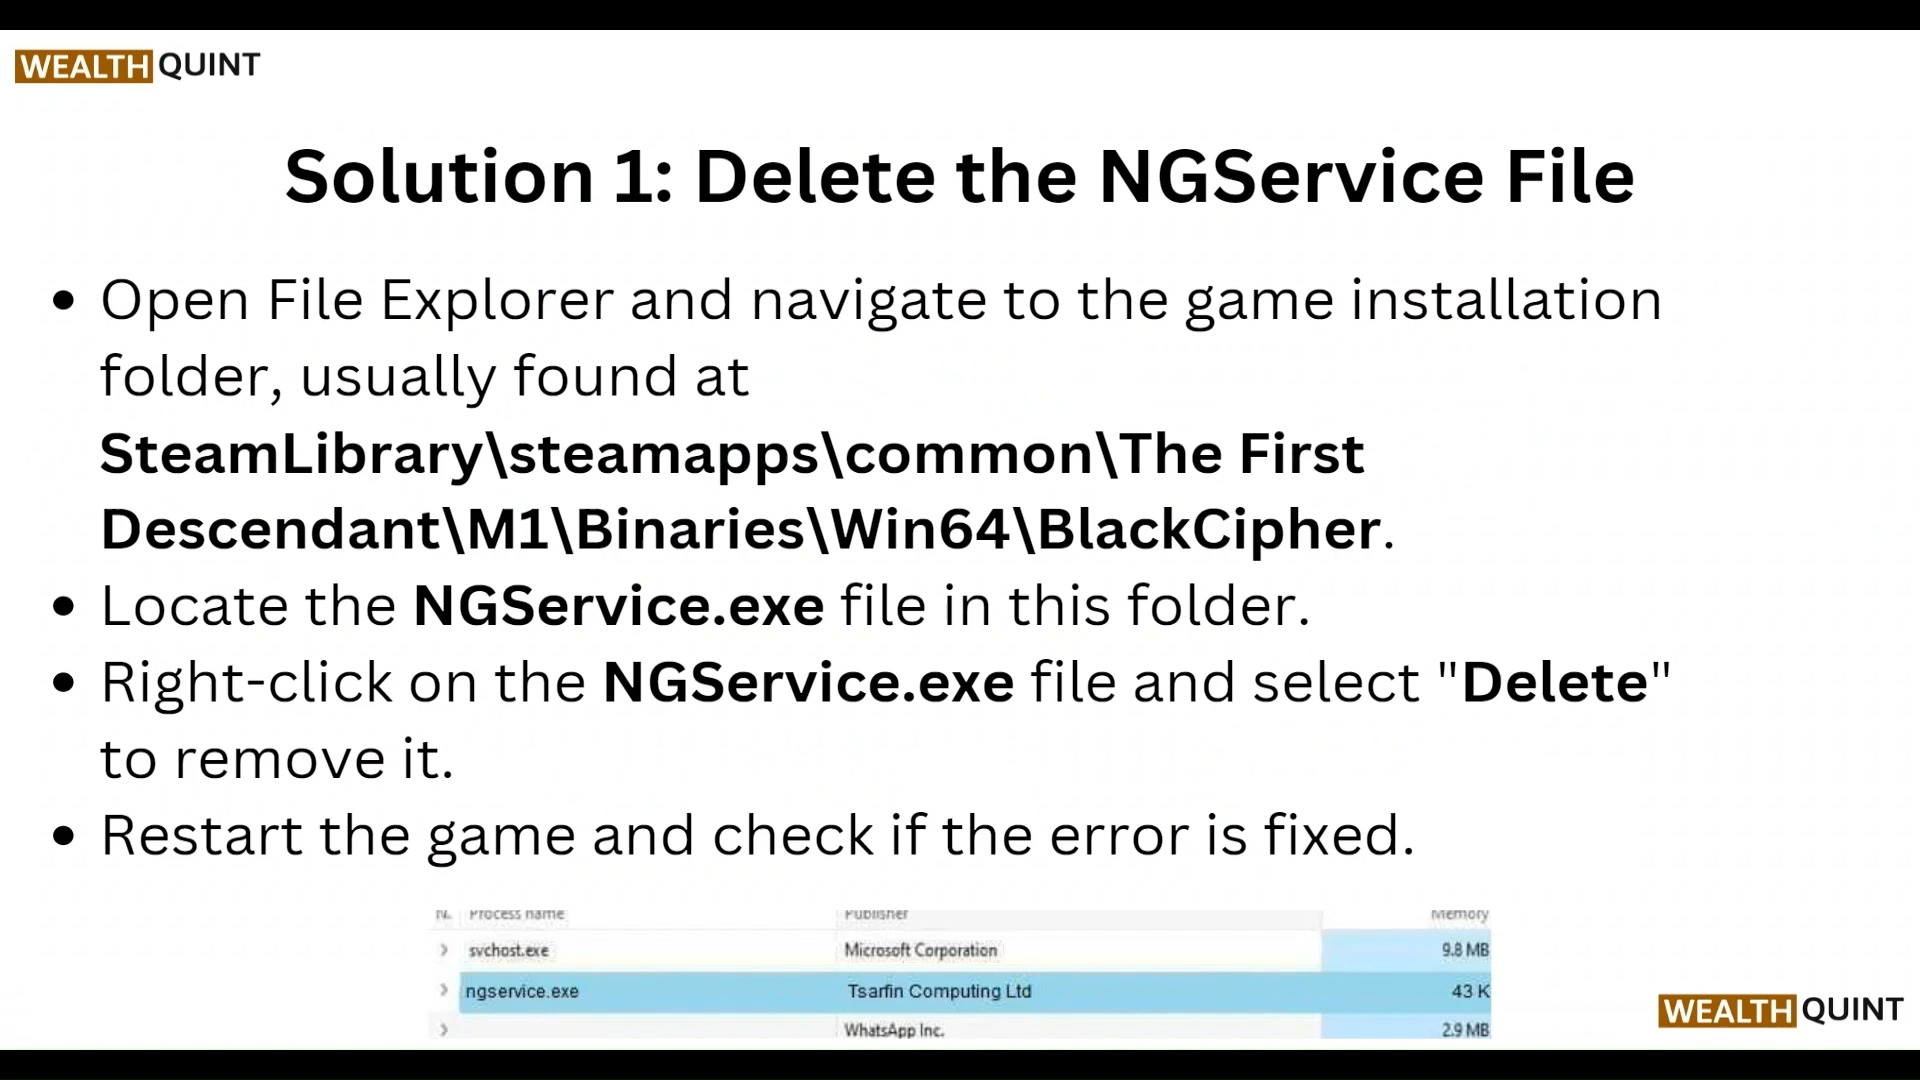 WEALTH QUINT
Solution 1: Delete the NGService File
• Open File Explorer and navigate to the game installation
folder, usually found at
SteamLibrary\steamapps\common\The First
Descendant\M1\Binaries\Win64\BlackCipher.
• Locate the NGService.exe file in this folder.
• Right-click on the NGService.exe file and select "Delete"
to remove it.
• Restart the game and check if the error is fixed.
Process name Publisher Memory
svchost.exe Microsoft Corporation 9.8 MB
ngservice.exe Tsarfin Computing Ltd 43 K
WhatsApp Inc. 2.9 MB
WEALTH QUINT